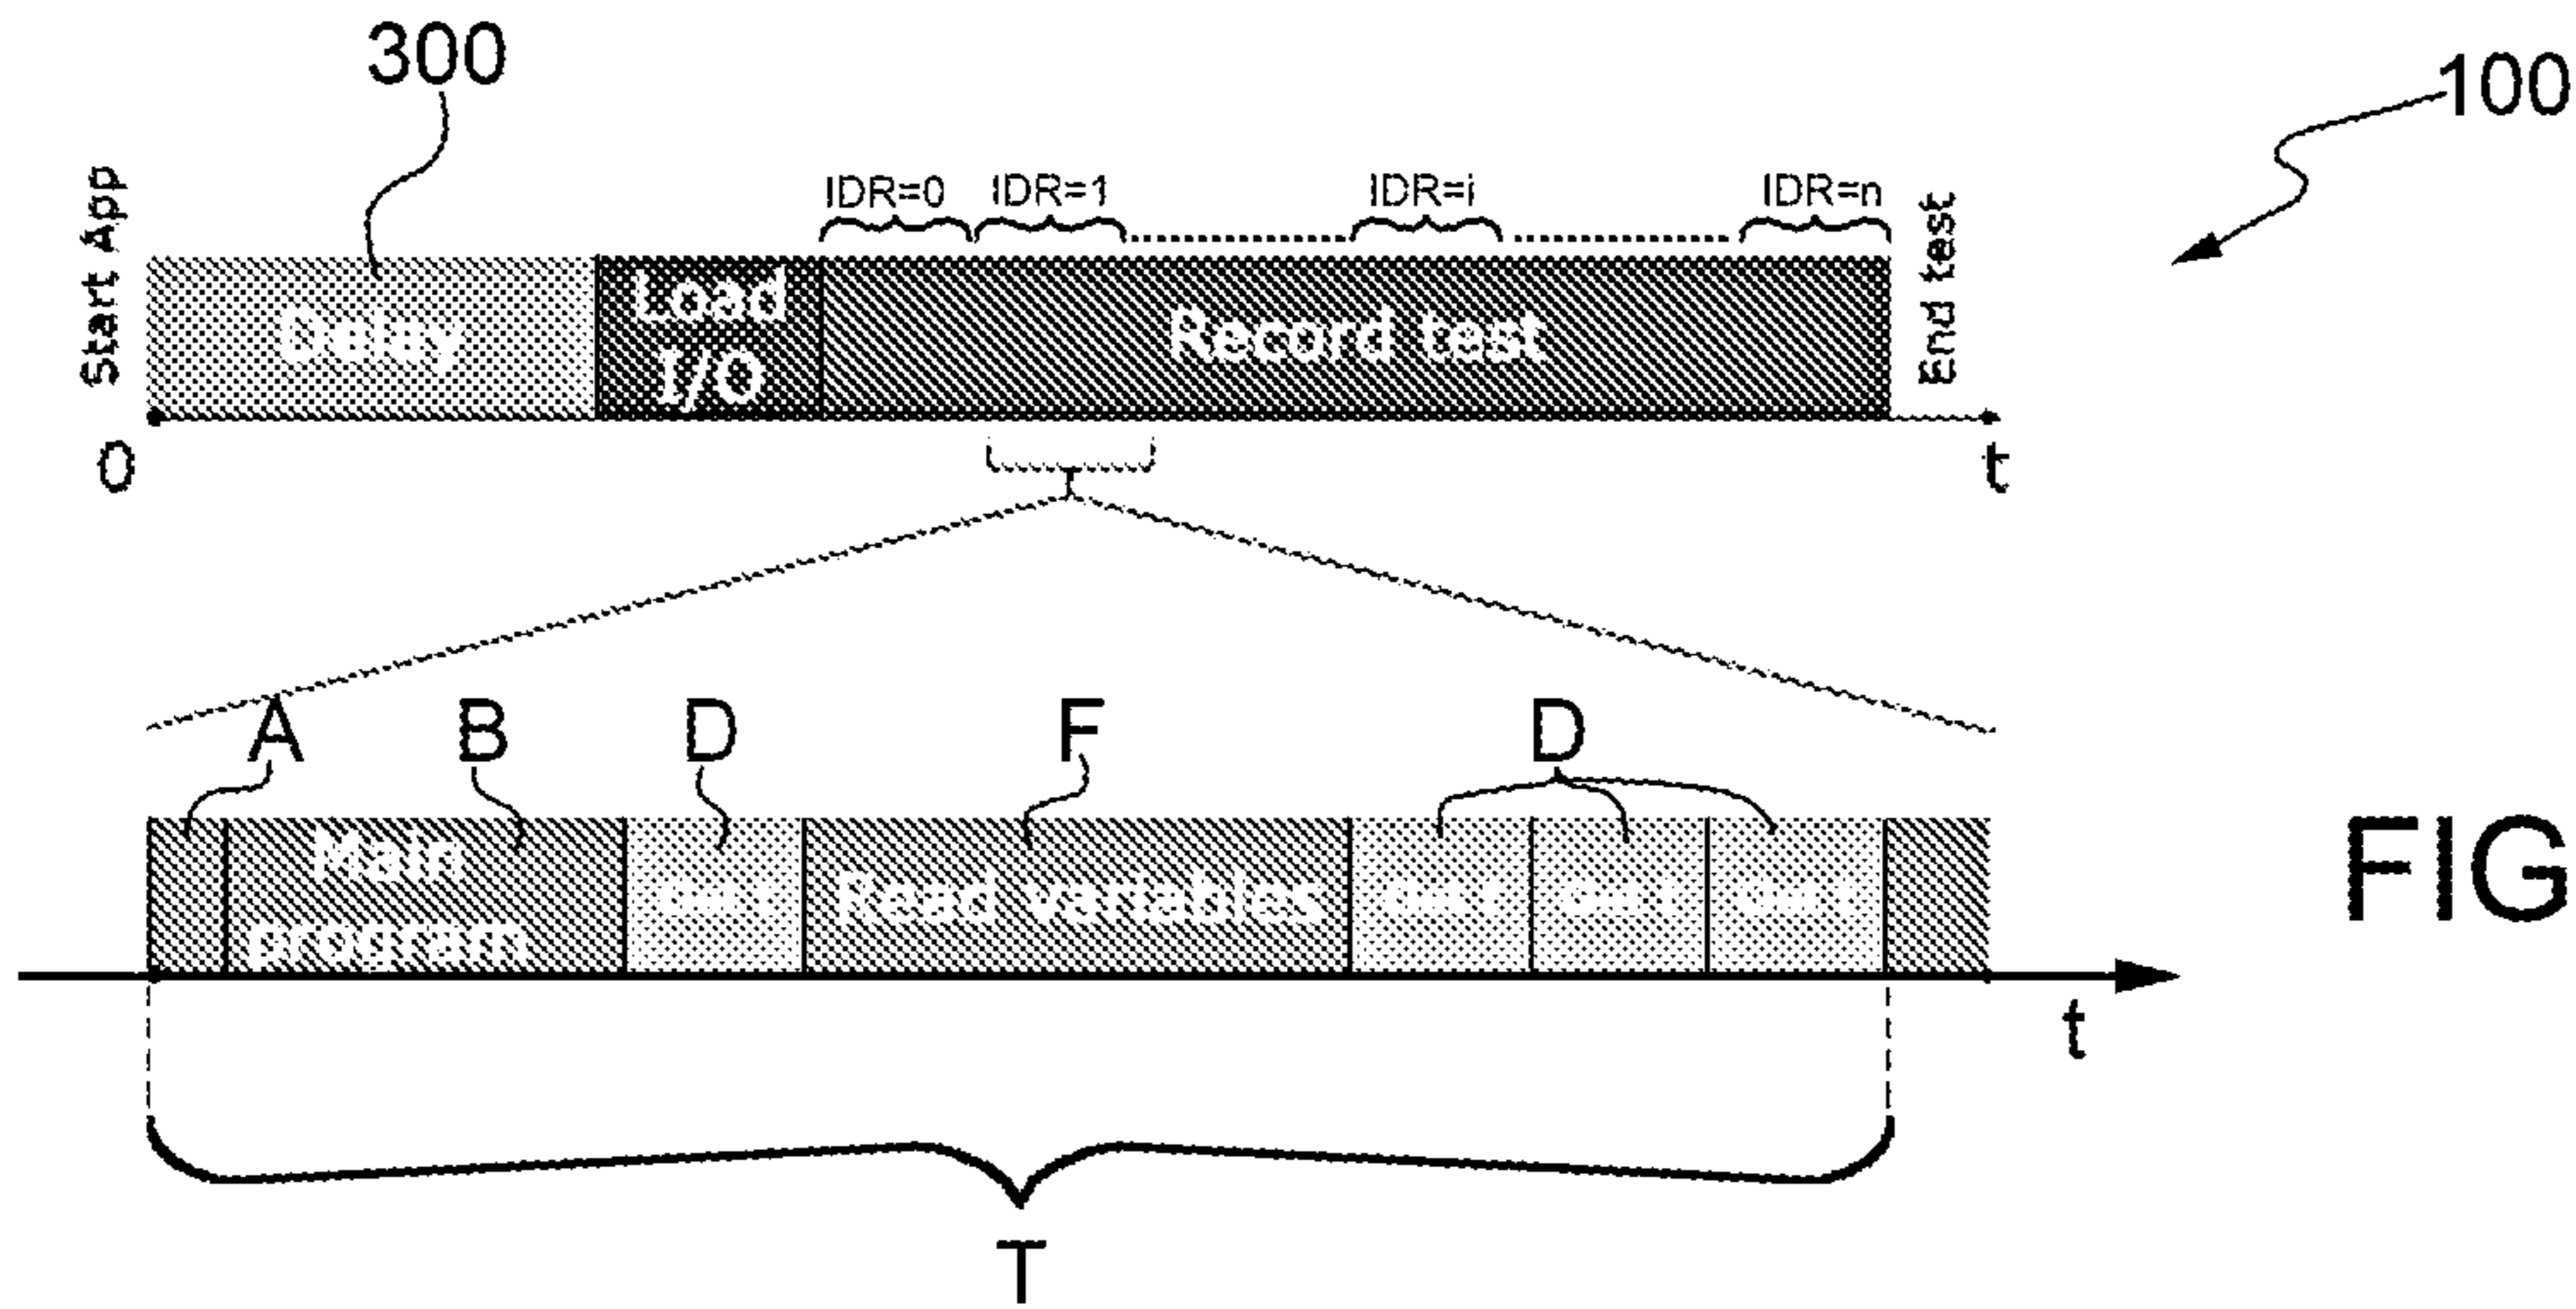 300
100
Start App
IDR=0
IDR=1
IDR=i
IDR=n
End test
Delay
Load
I/O
Record test
0
t
A
B
D
F
D
Main
program
Read variables
FIG
t
T